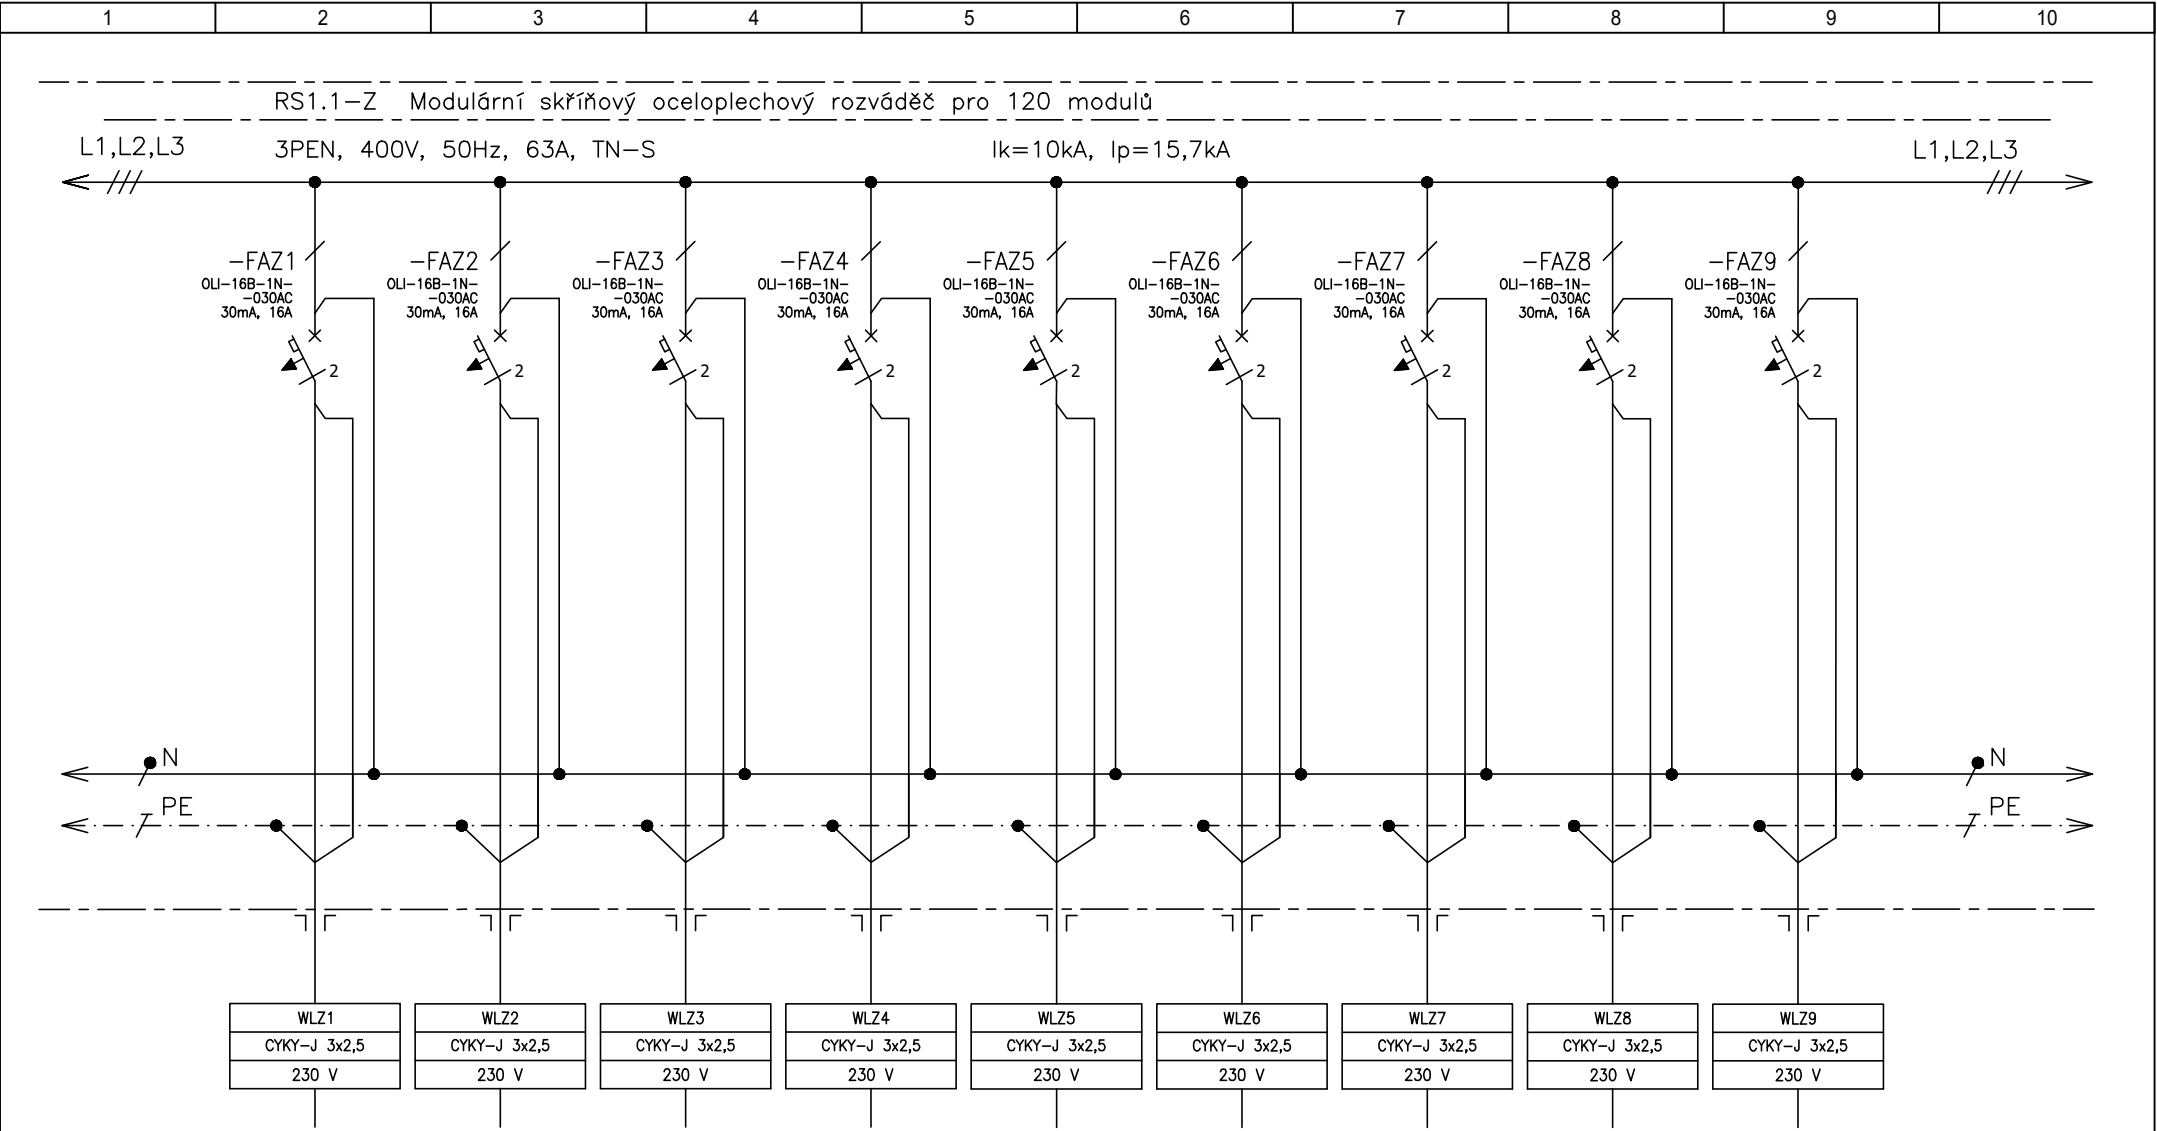 1 2 3 4 5 6 7 8 9 10
RS1.1-Z Modulární skříňový oceloplechový rozváděč pro 120 modulů
L1,L2,L3 3PEN, 400V, 50Hz, 63A, TN-S Ik=10kA, Ip=15,7kA L1,L2,L3
-FAZ1 -FAZ2 -FAZ3 -FAZ4 -FAZ5 -FAZ6 -FAZ7 -FAZ8 -FAZ9
OLI-16B-1N- OLI-16B-1N- OLI-16B-1N- OLI-16B-1N- OLI-16B-1N- OLI-16B-1N- OLI-16B-1N- OLI-16B-1N- OLI-16B-1N-
-030AC -030AC -030AC -030AC -030AC -030AC -030AC -030AC -030AC
30mA, 16A 30mA, 16A 30mA, 16A 30mA, 16A 30mA, 16A 30mA, 16A 30mA, 16A 30mA, 16A 30mA, 16A
2 2 2 2 2 2 2 2 2
N N
PE PE
WLZ1 WLZ2 WLZ3 WLZ4 WLZ5 WLZ6 WLZ7 WLZ8 WLZ9
CYKY-J 3x2,5 CYKY-J 3x2,5 CYKY-J 3x2,5 CYKY-J 3x2,5 CYKY-J 3x2,5 CYKY-J 3x2,5 CYKY-J 3x2,5 CYKY-J 3x2,5 CYKY-J 3x2,5
230 V 230 V 230 V 230 V 230 V 230 V 230 V 230 V 230 V